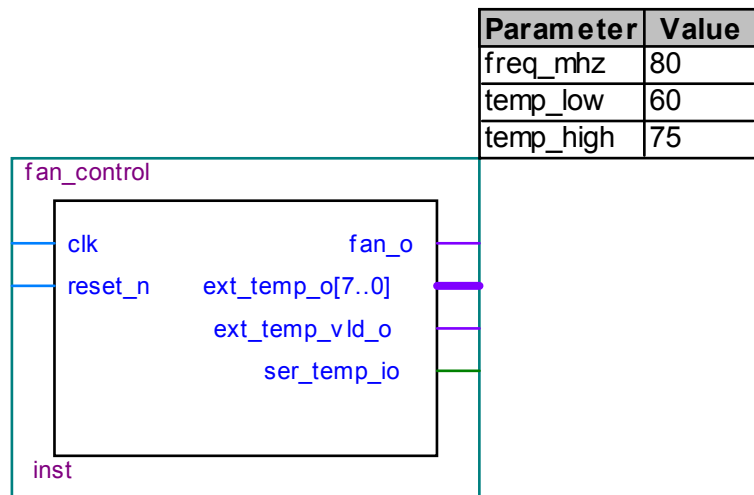 Parameter Value
freq_mhz 80
temp_low 60
temp_high 75
fan_control
clk fan_o
reset_n ext_temp_o[7..0]
ext_temp_vld_o
ser_temp_io
inst